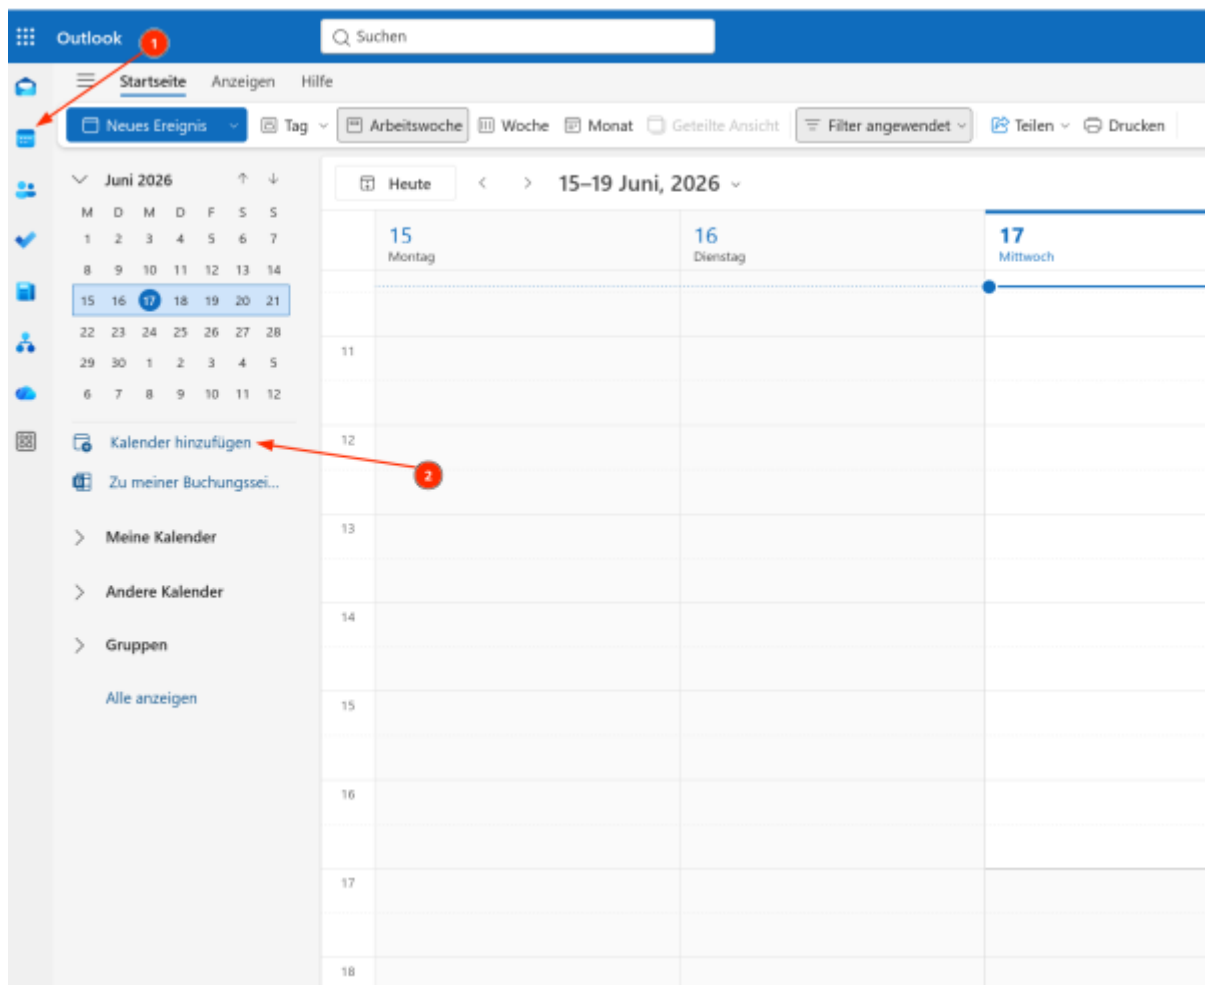 Outlook
1
Suchen
Startseite Anzeigen Hilfe
Neues Ereignis Tag Arbeitswoche Woche Monat Geteilte Ansicht Filter angewendet Teilen Drucken
Juni 2026
M D M D F S S
1 2 3 4 5 6 7
8 9 10 11 12 13 14
15 16 17 18 19 20 21
22 23 24 25 26 27 28
29 30 1 2 3 4 5
6 7 8 9 10 11 12
Kalender hinzufügen
2
Zu meiner Buchungssei...
Meine Kalender
Andere Kalender
Gruppen
Alle anzeigen
Heute 15–19 Juni, 2026
15 16 17
Montag Dienstag Mittwoch
11
12
13
14
15
16
17
18